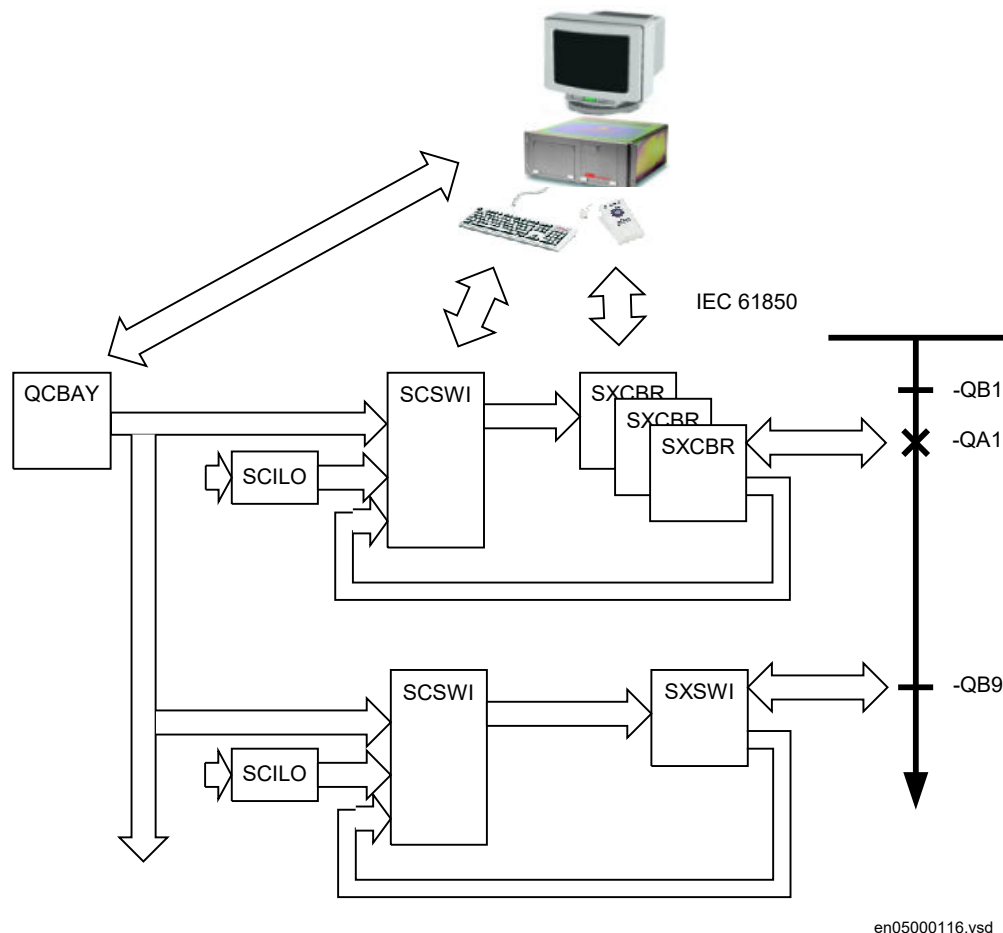 IEC 61850
QCBAY
SCSWI
SXCBR
SXCBR
SXCBR
-QB1
-QA1
SCILO
SCSWI
SXSWI
-QB9
SCILO
en05000116.vsd